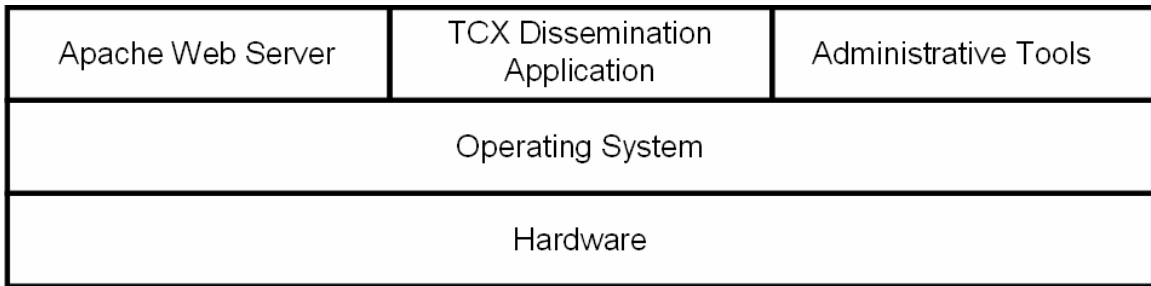 Apache Web Server
TCX Dissemination
Application
Administrative Tools
Operating System
Hardware